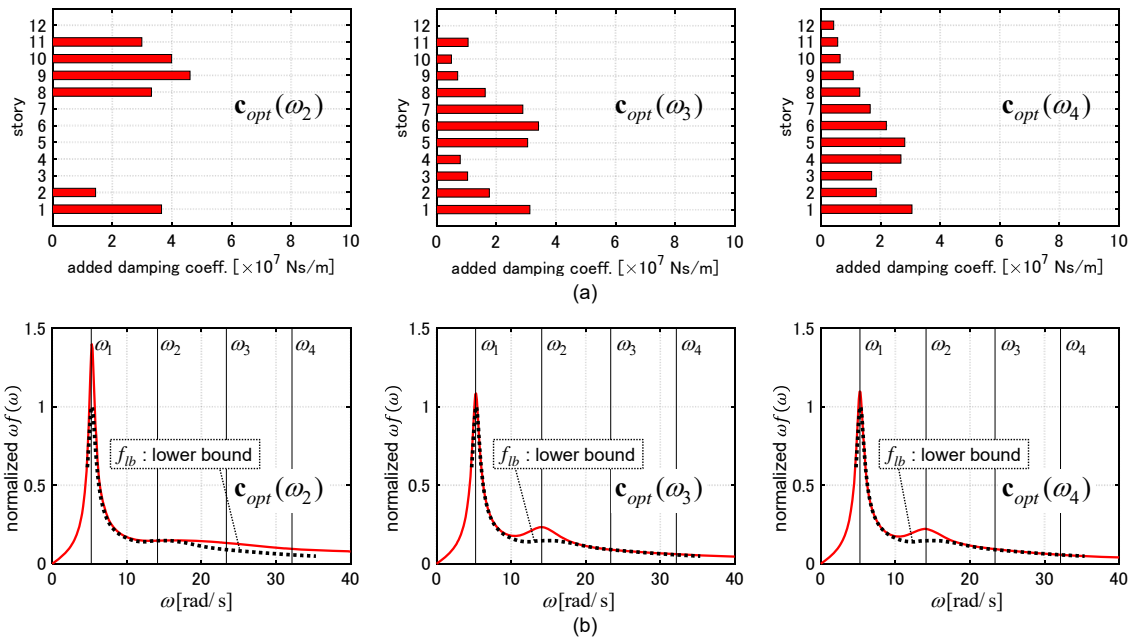 12
11
10
9
8
7
6
5
4
3
2
1
story
c_opt(ω_2)
0 2 4 6 8 10
added damping coeff. [×10^7 Ns/m]
12
11
10
9
8
7
6
5
4
3
2
1
story
c_opt(ω_3)
0 2 4 6 8 10
added damping coeff. [×10^7 Ns/m]
12
11
10
9
8
7
6
5
4
3
2
1
story
c_opt(ω_4)
0 2 4 6 8 10
added damping coeff. [×10^7 Ns/m]
(a)
1.5
1
0.5
0
normalized ωf(ω)
ω_1 ω_2 ω_3 ω_4
f_lb : lower bound
c_opt(ω_2)
0 10 20 30 40
ω[rad/s]
1.5
1
0.5
0
normalized ωf(ω)
ω_1 ω_2 ω_3 ω_4
f_lb : lower bound
c_opt(ω_3)
0 10 20 30 40
ω[rad/s]
1.5
1
0.5
0
normalized ωf(ω)
ω_1 ω_2 ω_3 ω_4
f_lb : lower bound
c_opt(ω_4)
0 10 20 30 40
ω[rad/s]
(b)